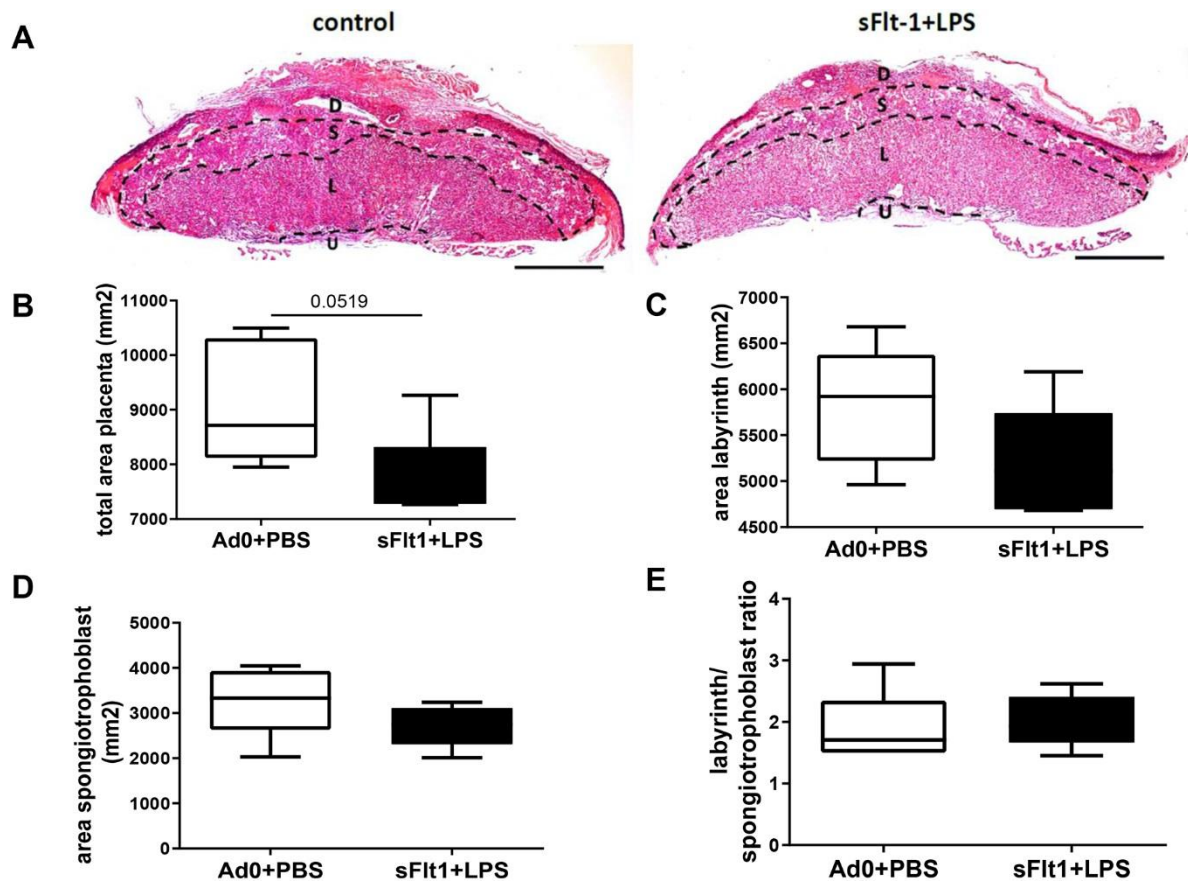 control
sFlt-1+LPS
A
D
S
L
U
D
S
L
U
B
total area placenta (mm2)
11000
10000
9000
8000
7000
0.0519
Ad0+PBS
sFlt1+LPS
C
area labyrinth (mm2)
7000
6500
6000
5500
5000
4500
Ad0+PBS
sFlt1+LPS
D
area spongiotrophoblast
(mm2)
5000
4000
3000
2000
1000
0
Ad0+PBS
sFlt1+LPS
E
labyrinth/
spongiotrophoblast ratio
4
3
2
1
0
Ad0+PBS
sFlt1+LPS